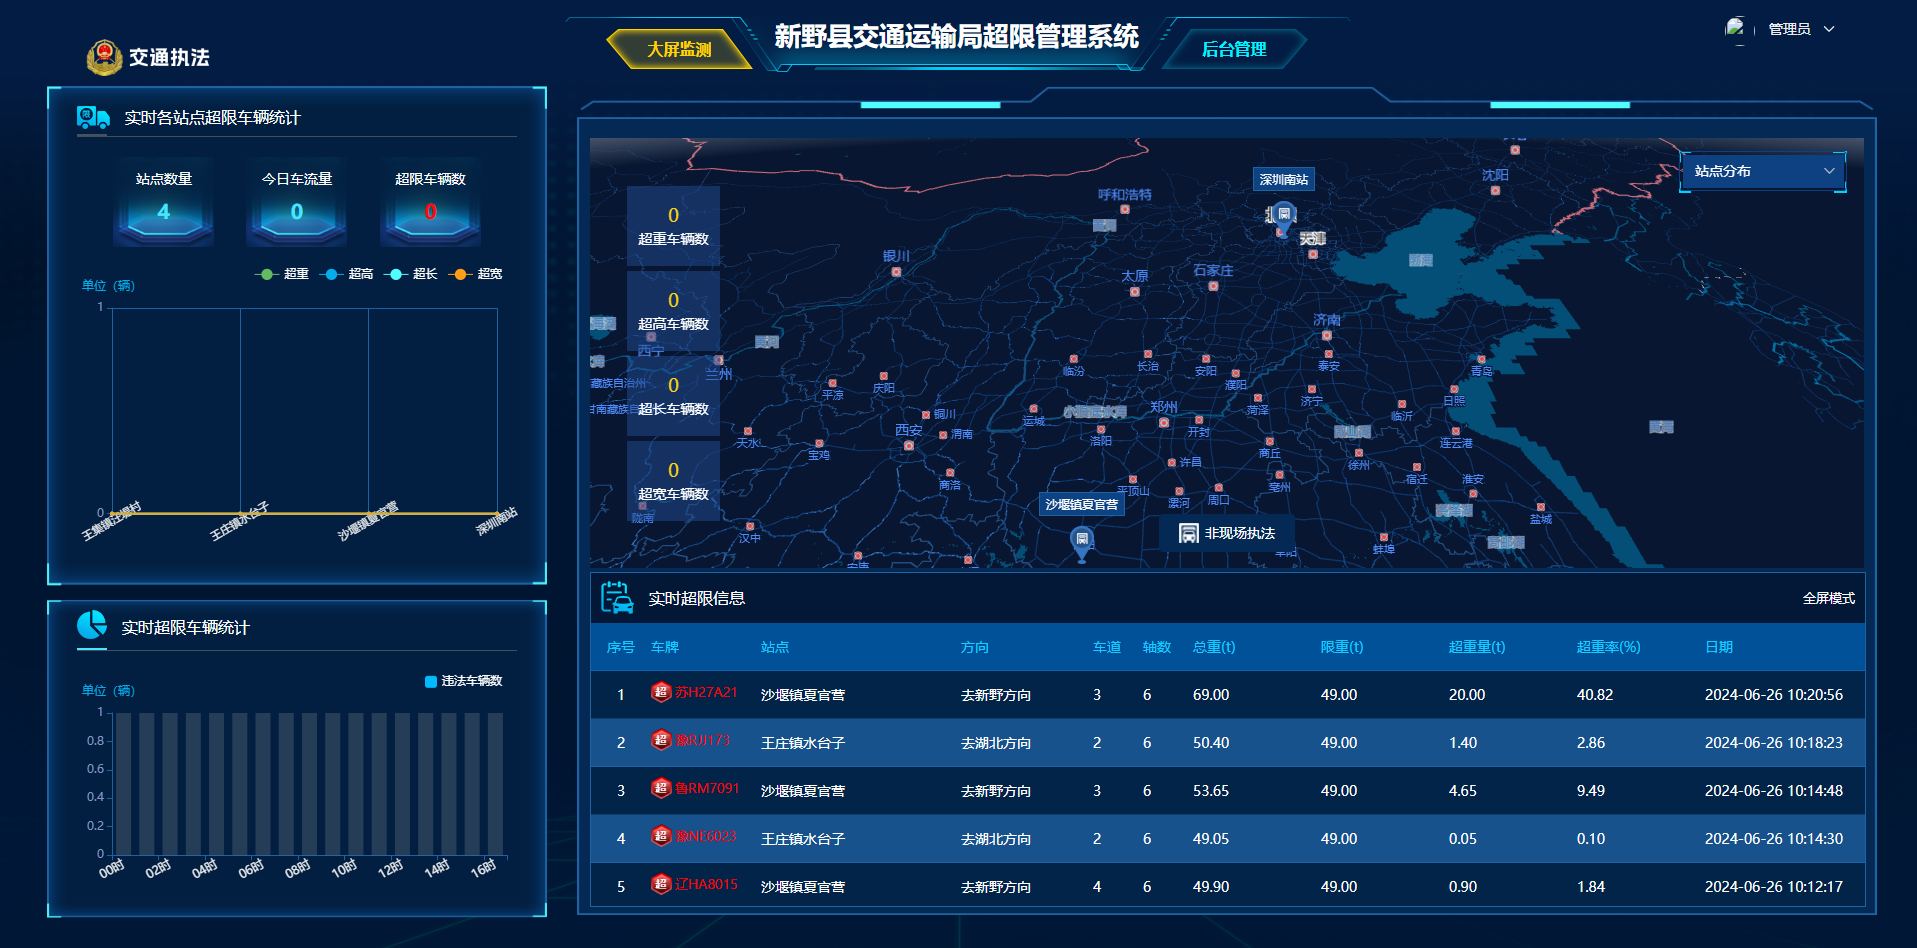 交通执法
大屏监测
新野县交通运输局超限管理系统
后台管理
管理员
实时各站点超限车辆统计
站点数量
4
今日车流量
0
超限车辆数
0
超重
超高
超长
超宽
单位（辆）
1
0
王庄镇水台子
沙堰镇夏官营
深圳南站
实时超限车辆统计
违法车辆数
单位（辆）
1
0.8
0.6
0.4
0.2
0
00时
02时
04时
06时
08时
10时
12时
14时
16时
站点分布
0
超重车辆数
0
超高车辆数
0
超长车辆数
0
超宽车辆数
深圳南站
沙堰镇夏官营
非现场执法
呼和浩特
沈阳
天津
银川
太原
石家庄
济南
西宁
兰州
黄河
藏族自治州
平凉
庆阳
临汾
长治
安阳
濮阳
泰安
青岛
铜川
渭南
西安
运城
郑州
开封
洛阳
菏泽
济宁
临沂
日照
连云港
天水
宝鸡
商洛
许昌
商丘
徐州
宿迁
淮安
平顶山
漯河
周口
亳州
盐城
陇南
汉中
安康
蚌埠
实时超限信息
全屏模式
序号 车牌 站点 方向 车道 轴数 总重(t) 限重(t) 超重量(t) 超重率(%) 日期
1 超 苏H27A21 沙堰镇夏官营 去新野方向 3 6 69.00 49.00 20.00 40.82 2024-06-26 10:20:56
2 超 豫RJJ173 王庄镇水台子 去湖北方向 2 6 50.40 49.00 1.40 2.86 2024-06-26 10:18:23
3 超 鲁RM7091 沙堰镇夏官营 去新野方向 3 6 53.65 49.00 4.65 9.49 2024-06-26 10:14:48
4 超 豫NE6023 王庄镇水台子 去湖北方向 2 6 49.05 49.00 0.05 0.10 2024-06-26 10:14:30
5 超 辽HA8015 沙堰镇夏官营 去新野方向 4 6 49.90 49.00 0.90 1.84 2024-06-26 10:12:17